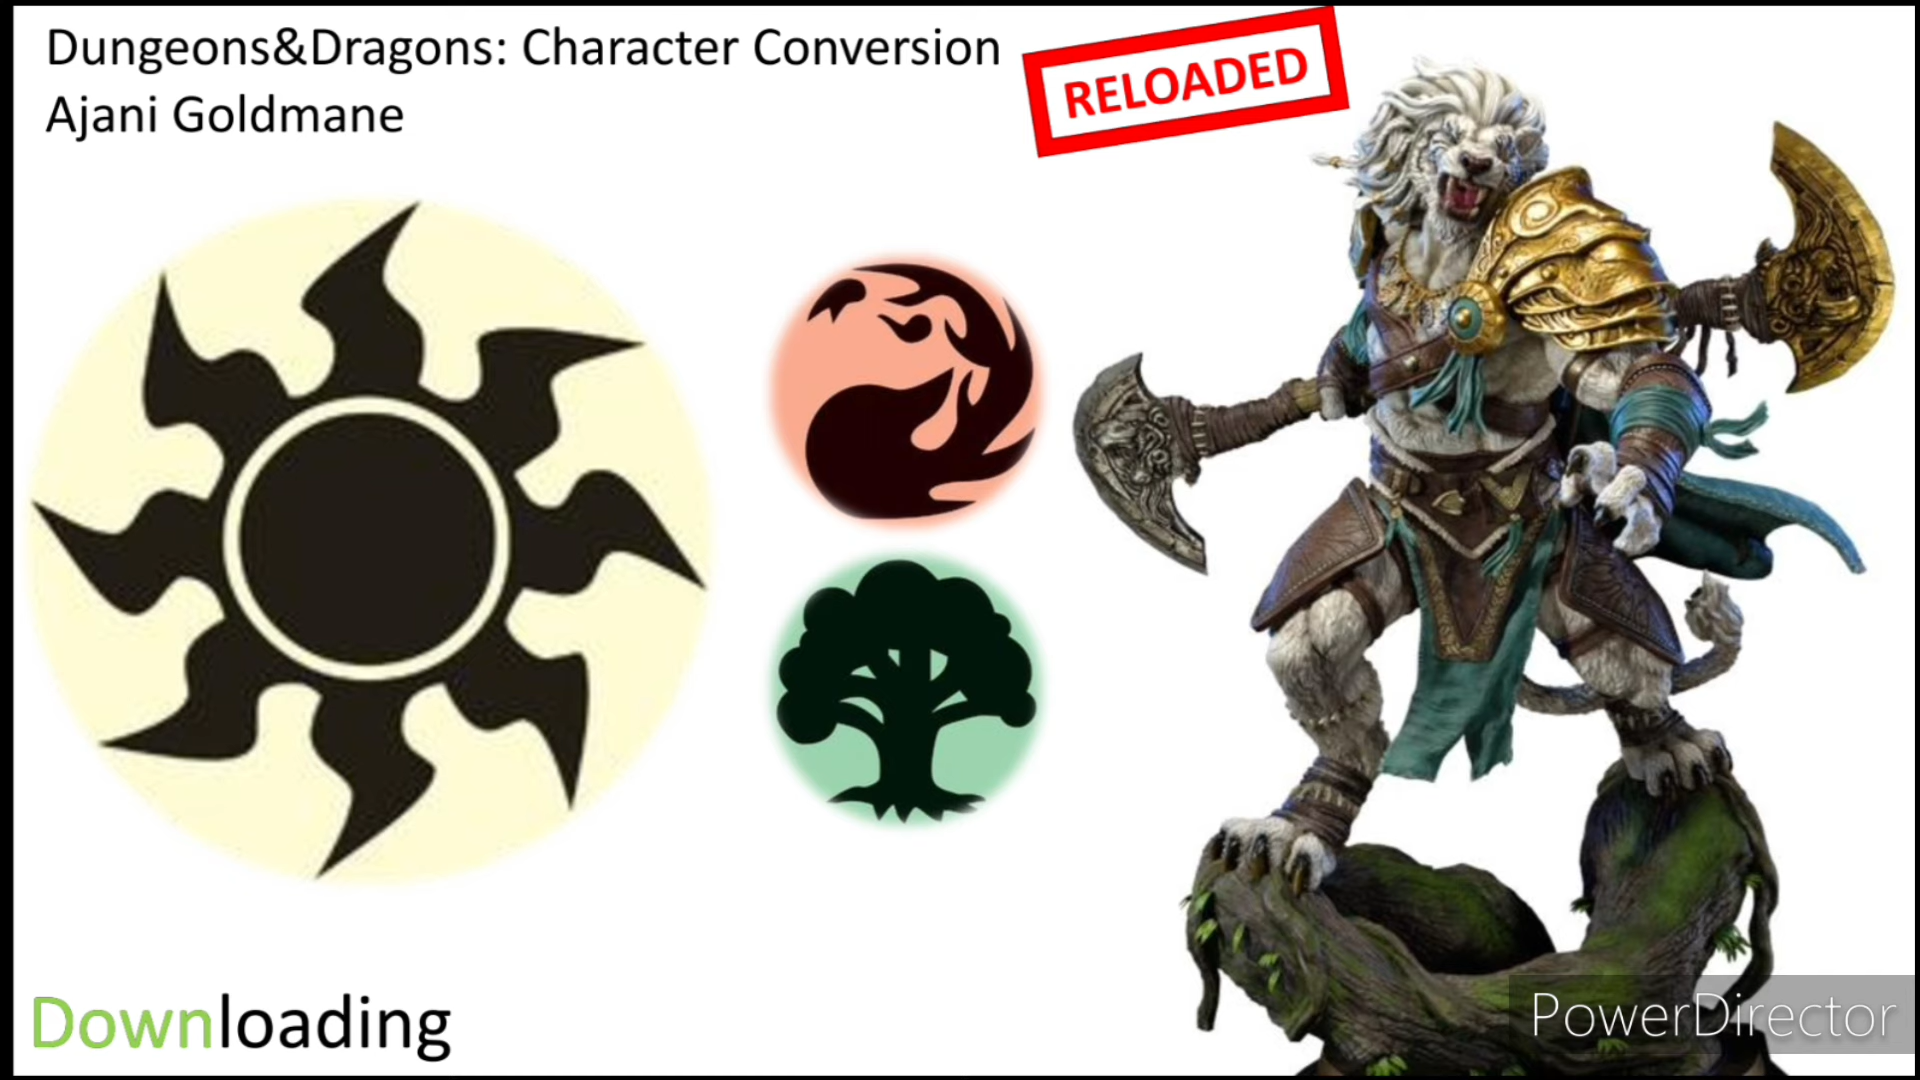 Dungeons&Dragons: Character Conversion
Ajani Goldmane
RELOADED
Downloading
PowerDirector